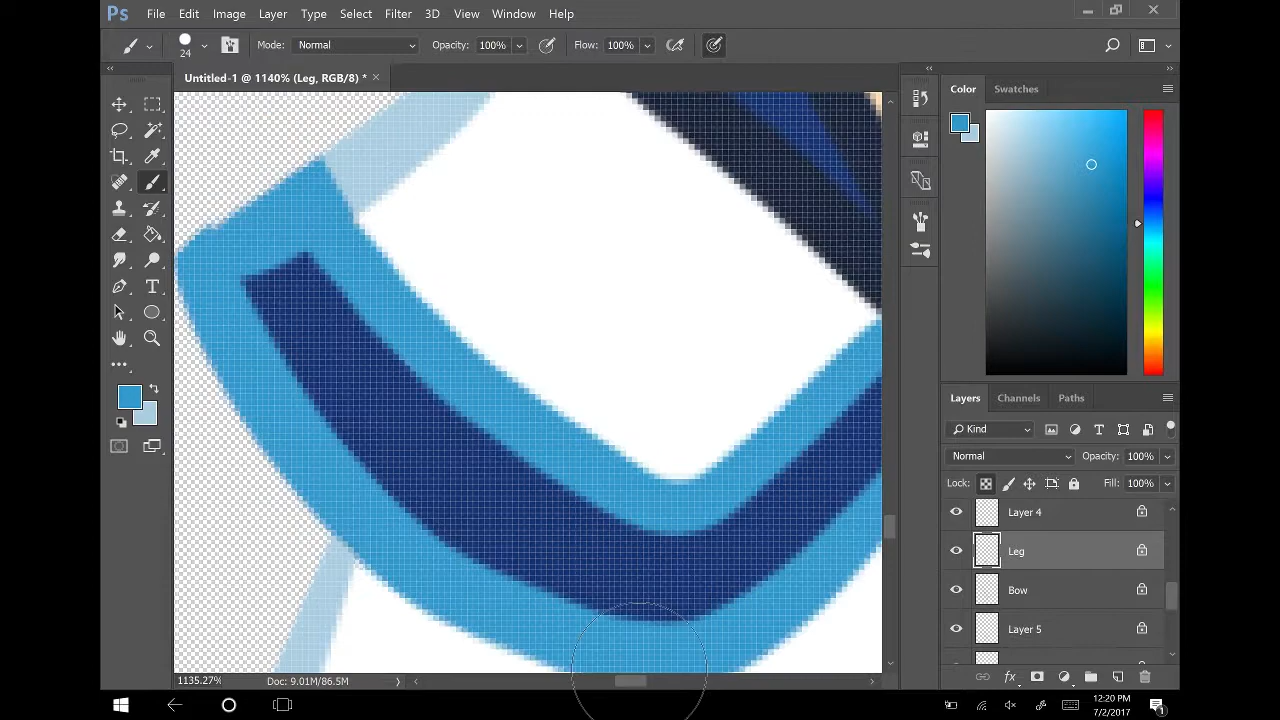 Ps File Edit Image Layer Type Select Filter 3D View Window Help
24 Mode: Normal Opacity: 100% Flow: 100%
Untitled-1 @ 1140% (Leg, RGB/8) * ×
Color Swatches
Layers Channels Paths
Kind
Normal Opacity: 100%
Lock: Fill: 100%
Layer 4
Leg
Bow
Layer 5
1135.27% Doc: 9.01M/86.5M
12:20 PM
7/2/2017
1